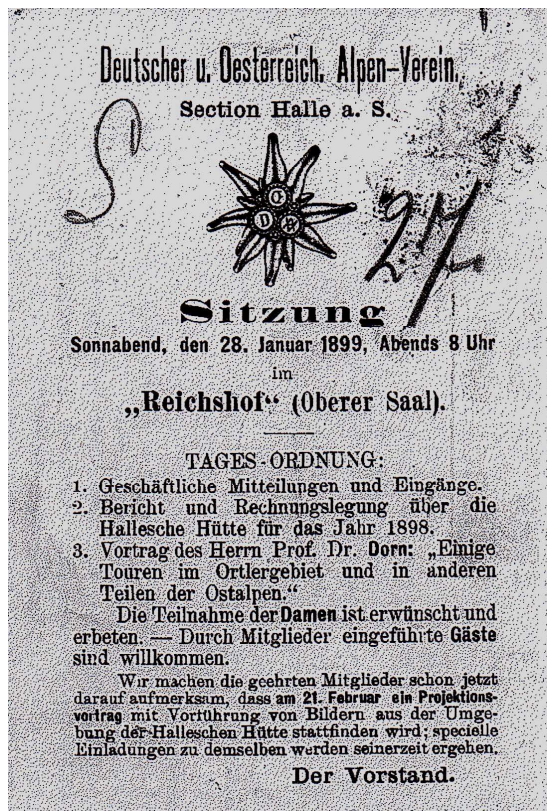 Deutscher u. Oesterreich. Alpen-Verein.
Section Halle a. S.
S
27
Ö
D A
Sitzung
Sonnabend, den 28. Januar 1899, Abends 8 Uhr
im
„Reichshof“ (Oberer Saal).
TAGES-ORDNUNG:
1. Geschäftliche Mitteilungen und Eingänge.
2. Bericht und Rechnungslegung über die
Hallesche Hütte für das Jahr 1898.
3. Vortrag des Herrn Prof. Dr. Dorn: „Einige
Touren im Ortlergebiet und in anderen
Teilen der Ostalpen.“
Die Teilnahme der Damen ist erwünscht und
erbeten. — Durch Mitglieder eingeführte Gäste
sind willkommen.
Wir machen die geehrten Mitglieder schon jetzt
darauf aufmerksam, dass am 21. Februar ein Projektions-
vortrag mit Vorführung von Bildern aus der Umge-
bung der Halleschen Hütte stattfinden wird; specielle
Einladungen zu demselben werden seinerzeit ergehen.
Der Vorstand.